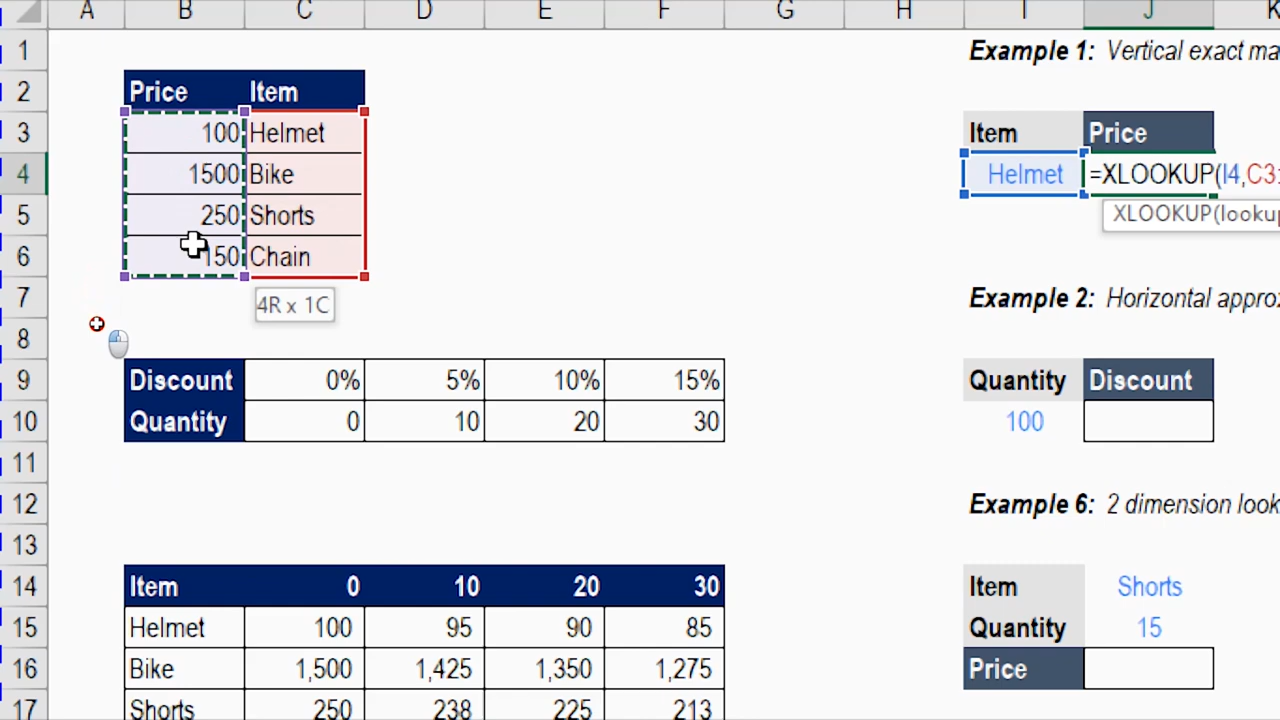 A B C D E F G H I J K
1 Example 1: Vertical exact ma
2 Price Item
3 100 Helmet Item Price
4 1500 Bike Helmet =XLOOKUP(I4,C3:
5 250 Shorts XLOOKUP(lookup
6 150 Chain
7 4R x 1C Example 2: Horizontal approx
8
9 Discount 0% 5% 10% 15% Quantity Discount
10 Quantity 0 10 20 30 100
11
12 Example 6: 2 dimension look
13
14 Item 0 10 20 30 Item Shorts
15 Helmet 100 95 90 85 Quantity 15
16 Bike 1,500 1,425 1,350 1,275 Price
17 Shorts 250 238 225 213